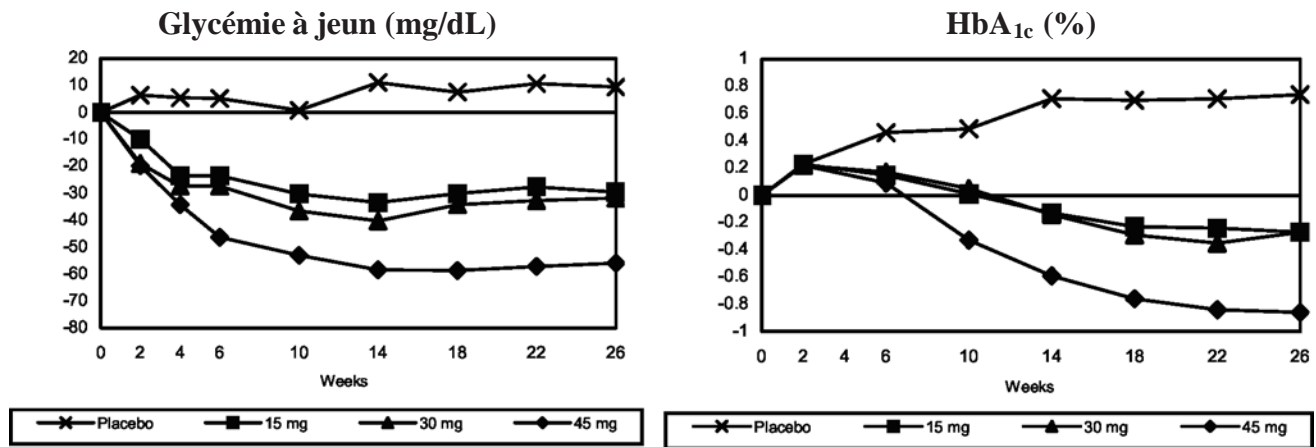 Glycémie à jeun (mg/dL)
20
10
0
-10
-20
-30
-40
-50
-60
-70
-80
0 2 4 6 10 14 18 22 26
Weeks
Placebo 15 mg 30 mg 45 mg
HbA1c (%)
1
0.8
0.6
0.4
0.2
0
-0.2
-0.4
-0.6
-0.8
-1
0 2 4 6 10 14 18 22 26
Weeks
Placebo 15 mg 30 mg 45 mg